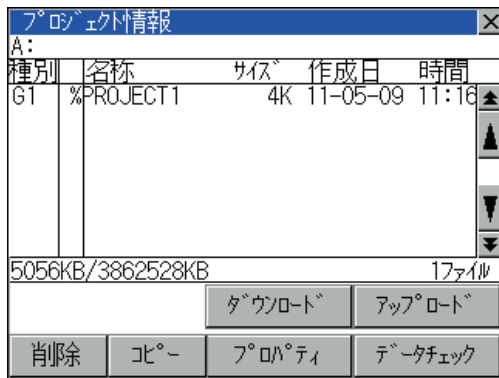 プロジェクト情報 ×
A:
種別 名称 サイズ 作成日 時間
G1 %PROJECT1 4K 11-05-09 11:16
5056KB/3862528KB 1ファイル
ダウンロード アップロード
削除 コピー プロパティ データチェック